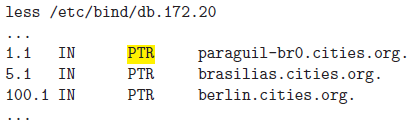 less /etc/bind/db.172.20
...
1.1 IN PTR paraguil-br0.cities.org.
5.1 IN PTR brasilias.cities.org.
100.1 IN PTR berlin.cities.org.
...